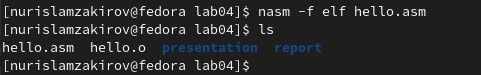 [nurislamzakirov@fedora lab04]$ nasm -f elf hello.asm
[nurislamzakirov@fedora lab04]$ ls
hello.asm  hello.o  presentation  report
[nurislamzakirov@fedora lab04]$